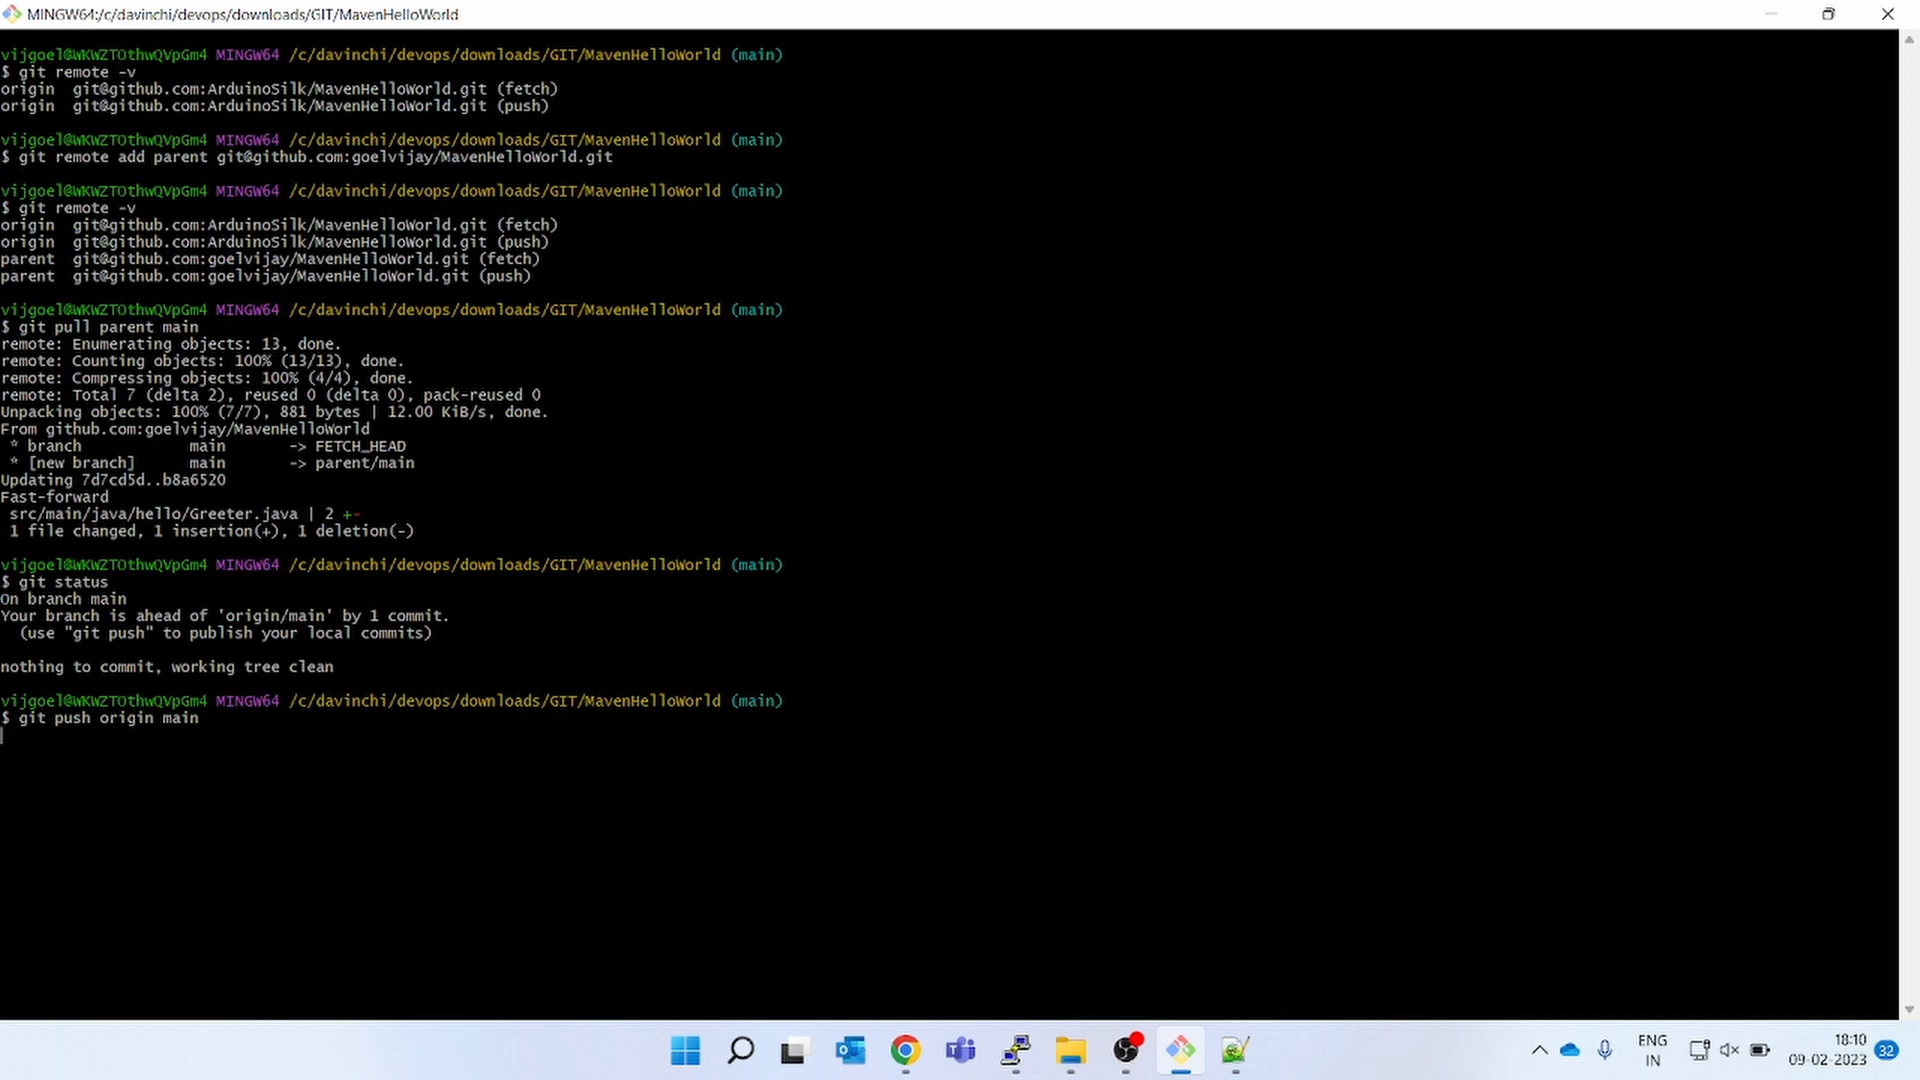 MINGW64:/c/davinchi/devops/downloads/GIT/MavenHelloWorld
vijgoel@WKWZTOthwQVpGm4 MINGW64 /c/davinchi/devops/downloads/GIT/MavenHelloWorld (main)
$ git remote -v
origin  git@github.com:ArduinoSilk/MavenHelloWorld.git (fetch)
origin  git@github.com:ArduinoSilk/MavenHelloWorld.git (push)
vijgoel@WKWZTOthwQVpGm4 MINGW64 /c/davinchi/devops/downloads/GIT/MavenHelloWorld (main)
$ git remote add parent git@github.com:goelvijay/MavenHelloWorld.git
vijgoel@WKWZTOthwQVpGm4 MINGW64 /c/davinchi/devops/downloads/GIT/MavenHelloWorld (main)
$ git remote -v
origin  git@github.com:ArduinoSilk/MavenHelloWorld.git (fetch)
origin  git@github.com:ArduinoSilk/MavenHelloWorld.git (push)
parent  git@github.com:goelvijay/MavenHelloWorld.git (fetch)
parent  git@github.com:goelvijay/MavenHelloWorld.git (push)
vijgoel@WKWZTOthwQVpGm4 MINGW64 /c/davinchi/devops/downloads/GIT/MavenHelloWorld (main)
$ git pull parent main
remote: Enumerating objects: 13, done.
remote: Counting objects: 100% (13/13), done.
remote: Compressing objects: 100% (4/4), done.
remote: Total 7 (delta 2), reused 0 (delta 0), pack-reused 0
Unpacking objects: 100% (7/7), 881 bytes | 12.00 KiB/s, done.
From github.com:goelvijay/MavenHelloWorld
 * branch            main       -> FETCH_HEAD
 * [new branch]      main       -> parent/main
Updating 7d7cd5d..b8a6520
Fast-forward
 src/main/java/hello/Greeter.java | 2 +-
 1 file changed, 1 insertion(+), 1 deletion(-)
vijgoel@WKWZTOthwQVpGm4 MINGW64 /c/davinchi/devops/downloads/GIT/MavenHelloWorld (main)
$ git status
On branch main
Your branch is ahead of 'origin/main' by 1 commit.
  (use "git push" to publish your local commits)
nothing to commit, working tree clean
vijgoel@WKWZTOthwQVpGm4 MINGW64 /c/davinchi/devops/downloads/GIT/MavenHelloWorld (main)
$ git push origin main
ENG
IN
18:10
09-02-2023
32